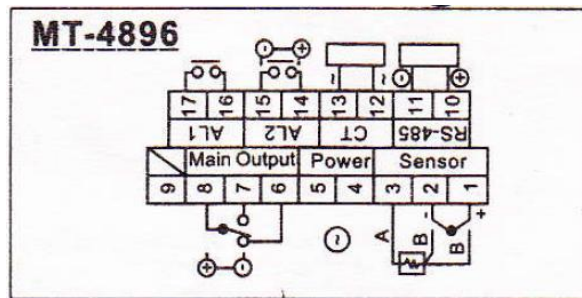 MT-4896
17 16 15 14 13 12 11 10
AL1 AL2 CT RS-485
Main Output Power Sensor
9 8 7 6 5 4 3 2 1
- +
A B B